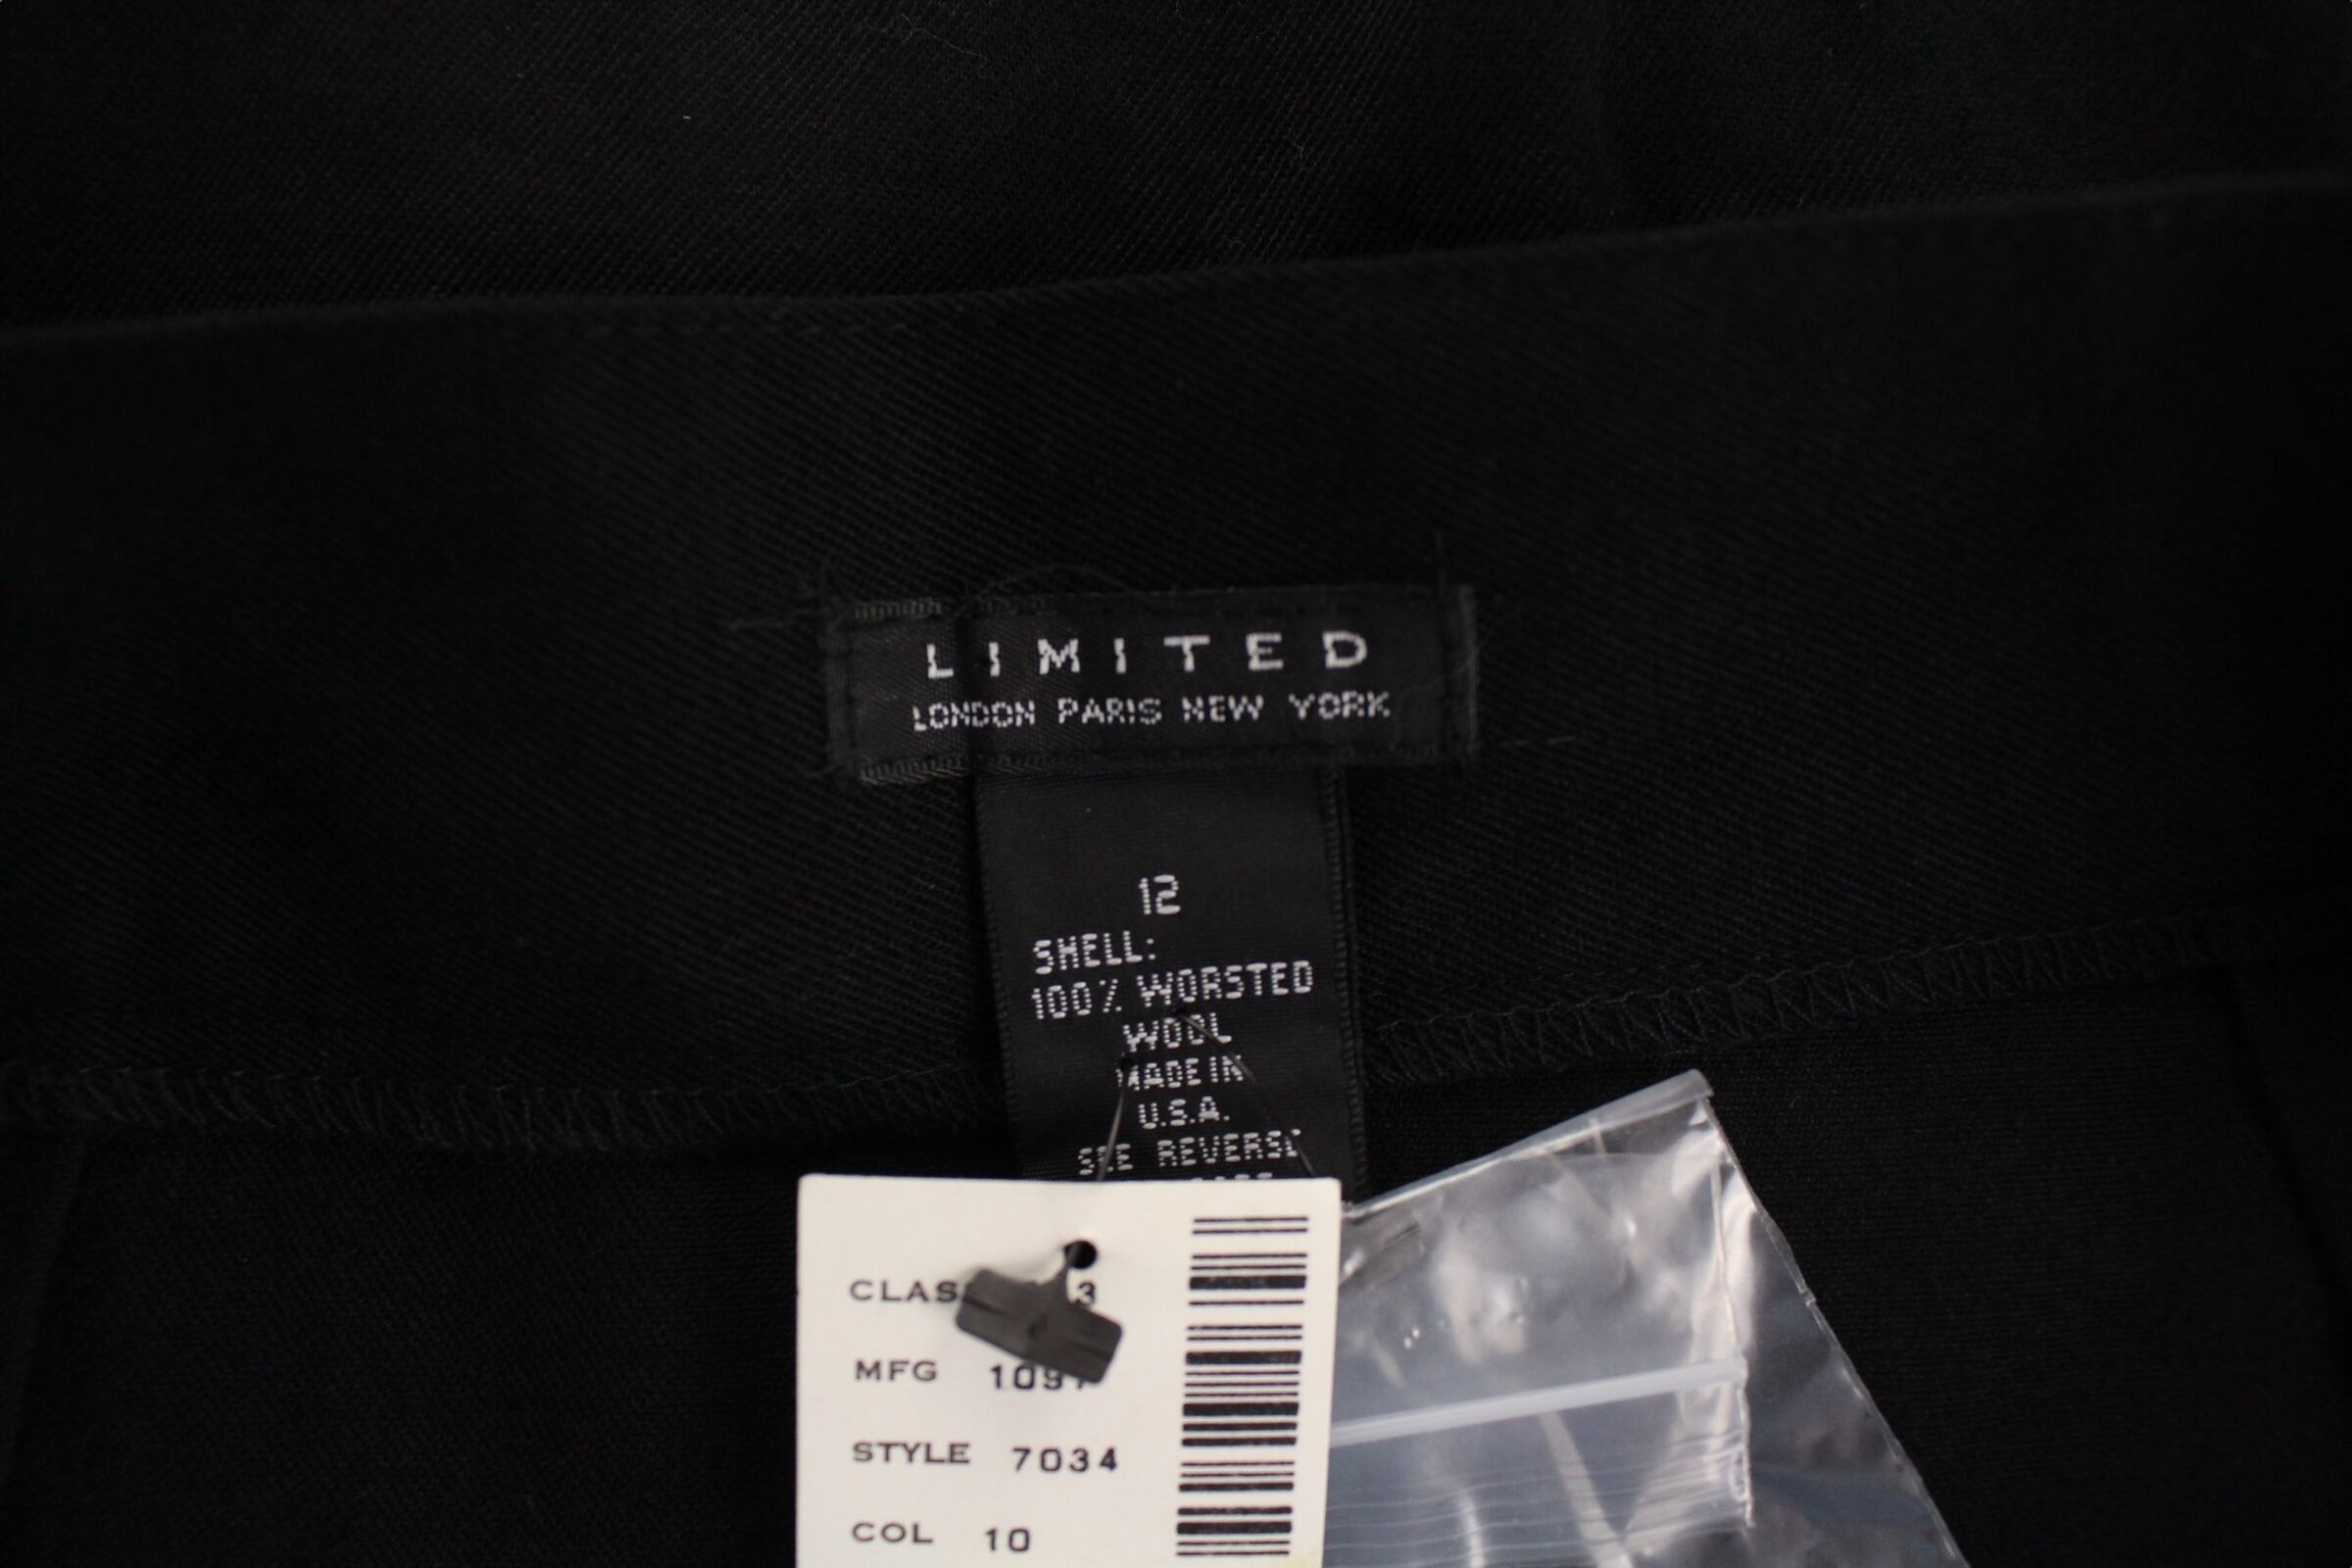 LIMITED
LONDON PARIS NEW YORK
12
SHELL:
100% WORSTED
WOOL
MADE IN
U.S.A.
SEE REVERSE
MFG
STYLE 7034
COL 10